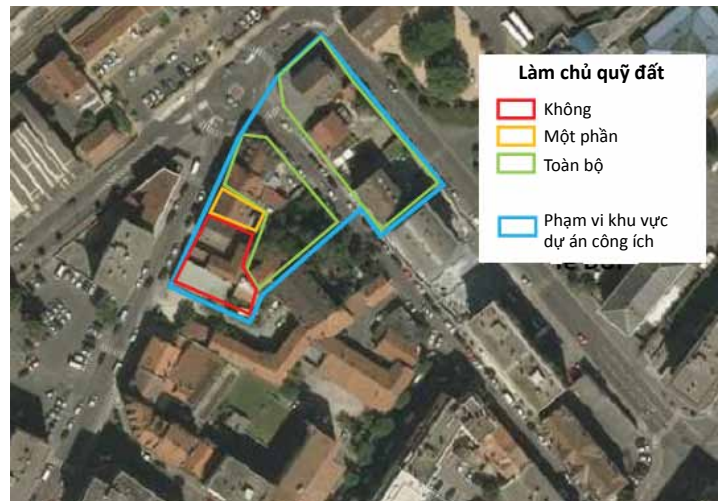 Làm chủ quỹ đất
Không
Một phần
Toàn bộ
Phạm vi khu vực
dự án công ích